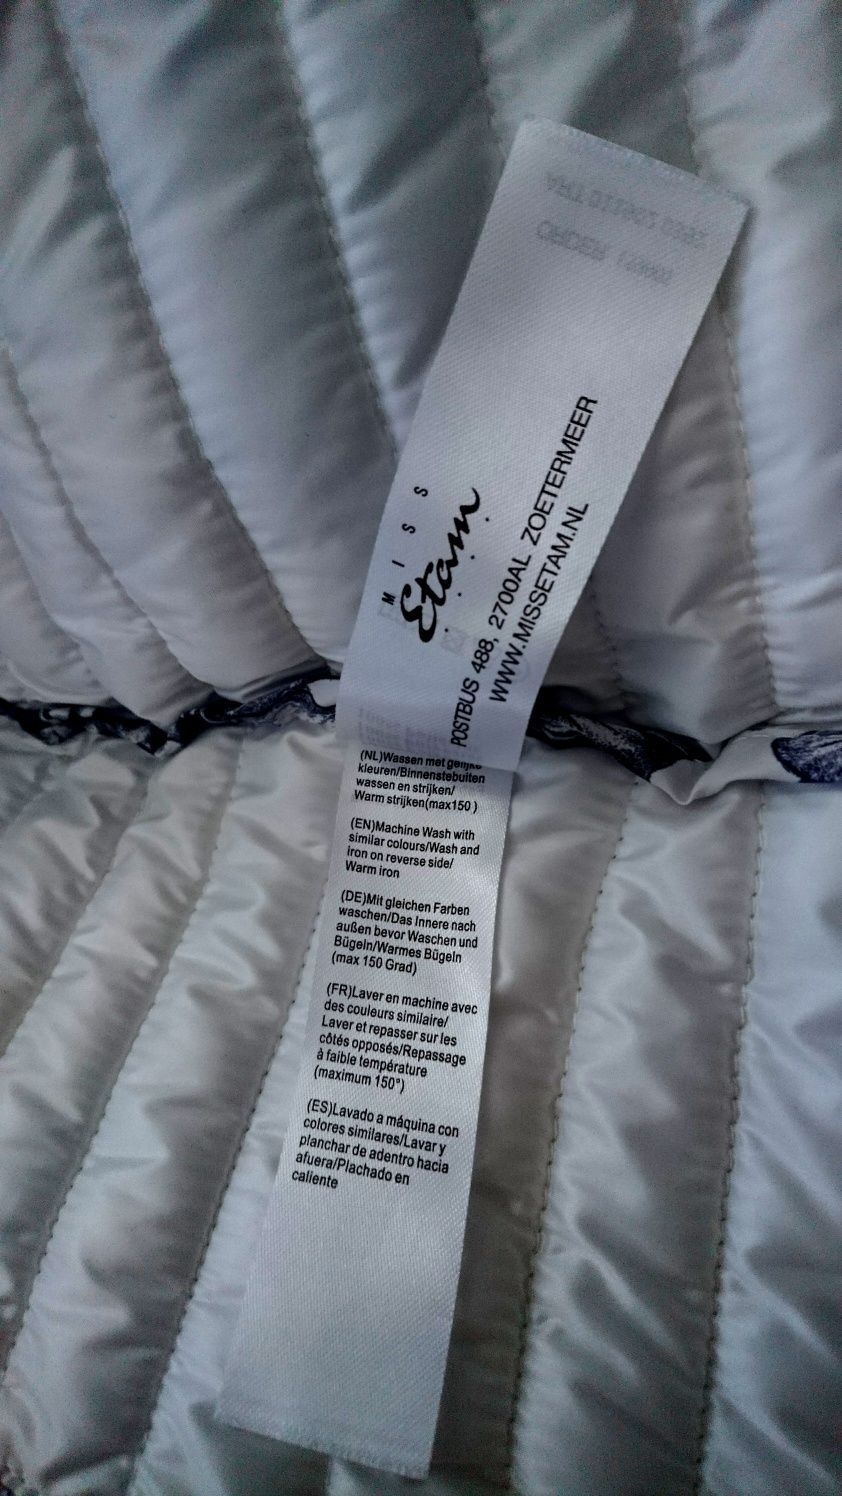 MISS
Etam
POSTBUS 488, 2700AL ZOETERMEER
WWW.MISSETAM.NL
(NL)Wassen met gelijke
kleuren/Binnenstebuiten
wassen en strijken/
Warm strijken(max150 )
(EN)Machine Wash with
similar colours/Wash and
iron on reverse side/
Warm iron
(DE)Mit gleichen Farben
waschen/Das Innere nach
außen bevor Waschen und
Bügeln/Warmes Bügeln
(max 150 Grad)
(FR)Laver en machine avec
des couleurs similaire/
Laver et repasser sur les
côtés opposés/Repassage
à faible température
(maximum 150°)
(ES)Lavado a máquina con
colores similares/Lavar y
planchar de adentro hacia
afuera/Plachado en
caliente